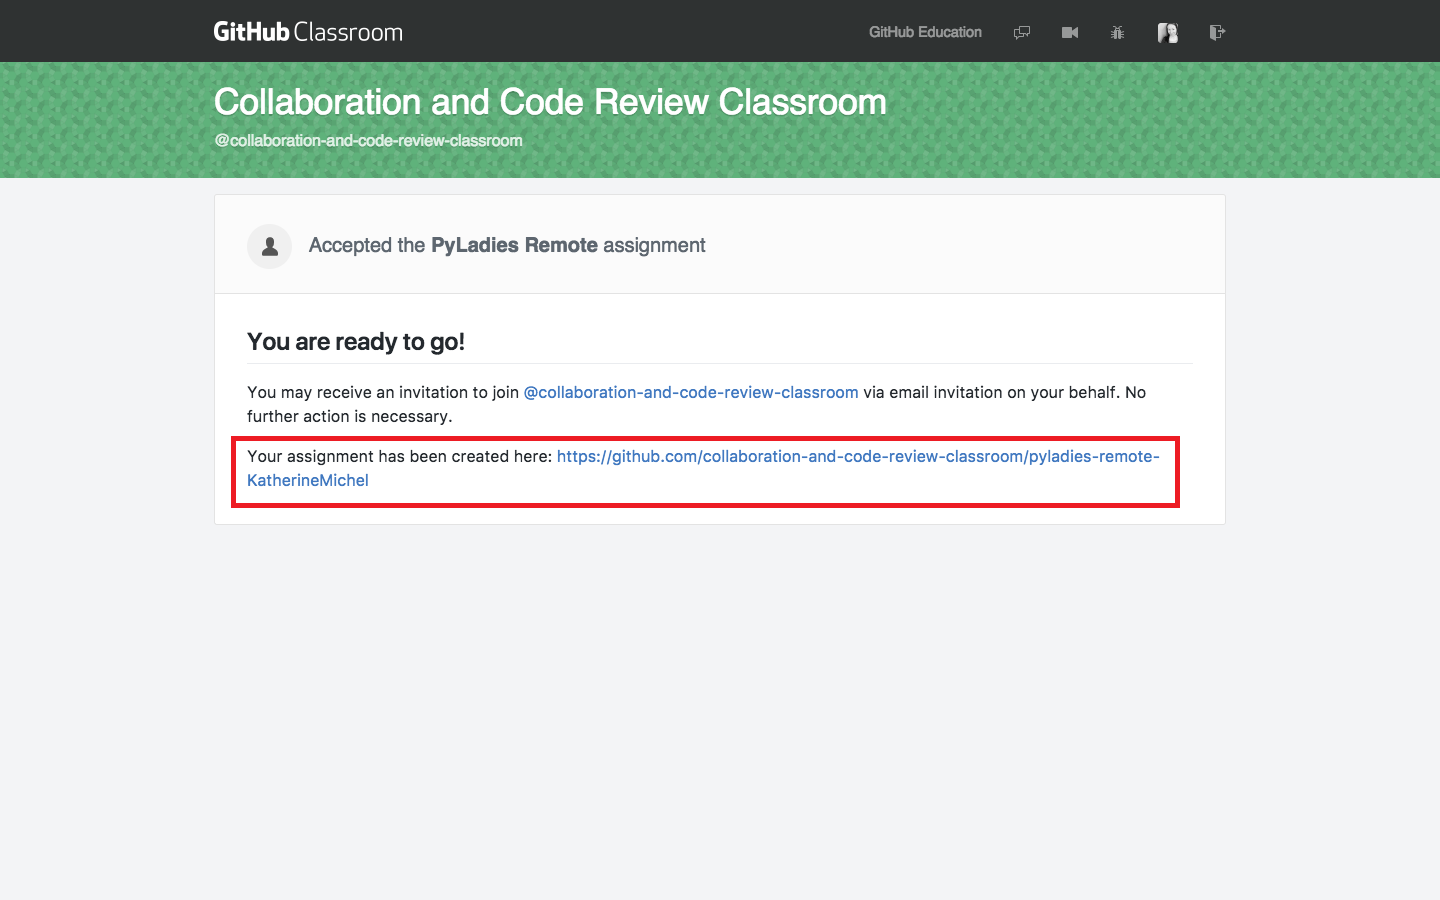 GitHub Classroom
GitHub Education
Collaboration and Code Review Classroom
@collaboration-and-code-review-classroom
Accepted the PyLadies Remote assignment
You are ready to go!
You may receive an invitation to join @collaboration-and-code-review-classroom via email invitation on your behalf. No
further action is necessary.
Your assignment has been created here: https://github.com/collaboration-and-code-review-classroom/pyladies-remote-
KatherineMichel